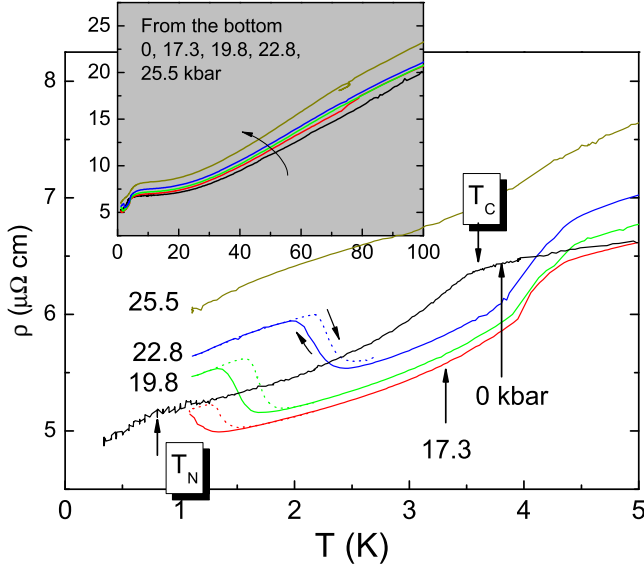 From the bottom
0, 17.3, 19.8, 22.8,
25.5 kbar
25
20
15
10
5
0 20 40 60 80 100
8
7
6
5
ρ (μΩ cm)
T_C
25.5
22.8
19.8
0 kbar
17.3
T_N
0 1 2 3 4 5
T (K)